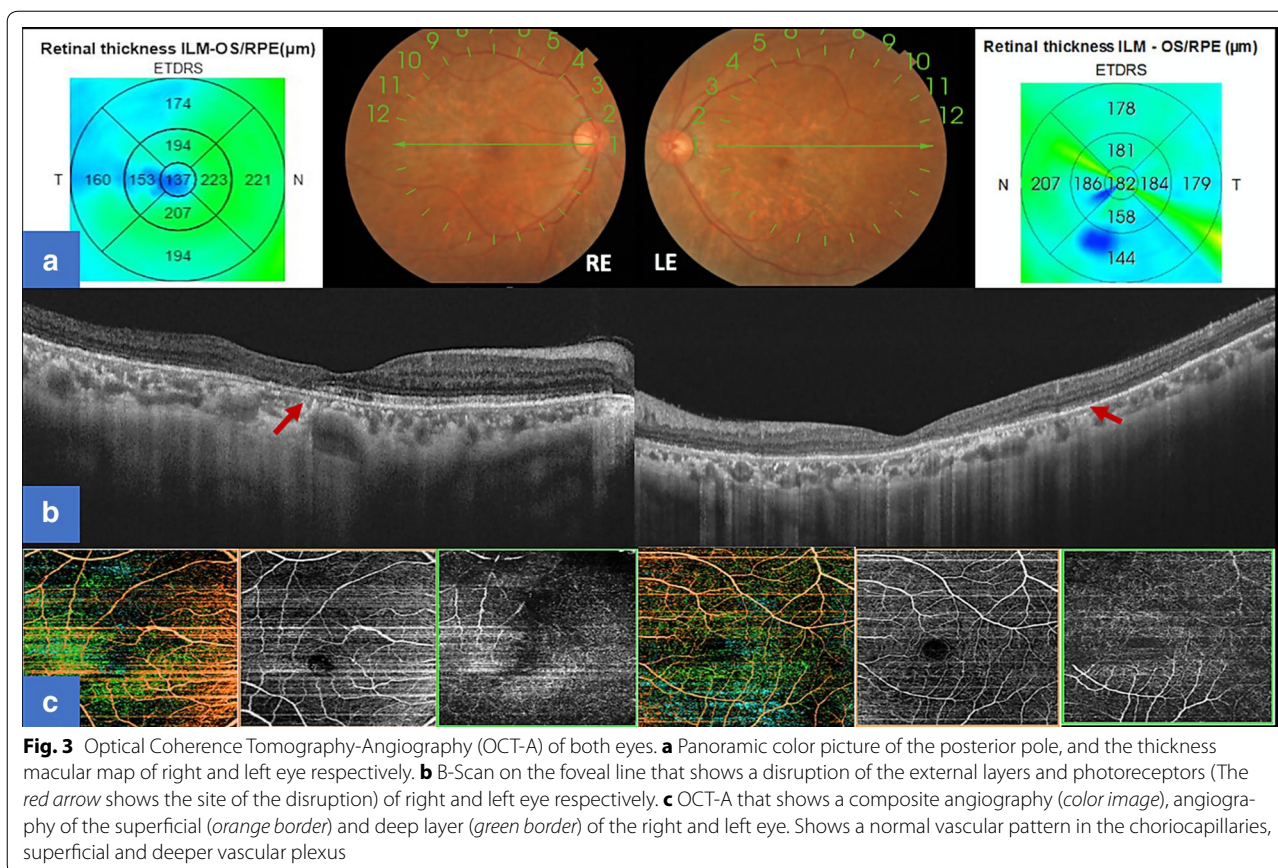 Retinal thickness ILM-OS/RPE(µm)
ETDRS
174
194
T 160 153 137 223 221 N
207
194
a
12 11 10 9 8 7 6 5 4 3 2 1
RE
1 2 3 4 5 6 7 8 9 10 11 12
LE
Retinal thickness ILM - OS/RPE (µm)
ETDRS
178
181
N 207 186 182 184 179 T
158
144
b
c
Fig. 3 Optical Coherence Tomography-Angiography (OCT-A) of both eyes. a Panoramic color picture of the posterior pole, and the thickness
macular map of right and left eye respectively. b B-Scan on the foveal line that shows a disruption of the external layers and photoreceptors (The
red arrow shows the site of the disruption) of right and left eye respectively. c OCT-A that shows a composite angiography (color image), angiogra-
phy of the superficial (orange border) and deep layer (green border) of the right and left eye. Shows a normal vascular pattern in the choriocapillaries,
superficial and deeper vascular plexus